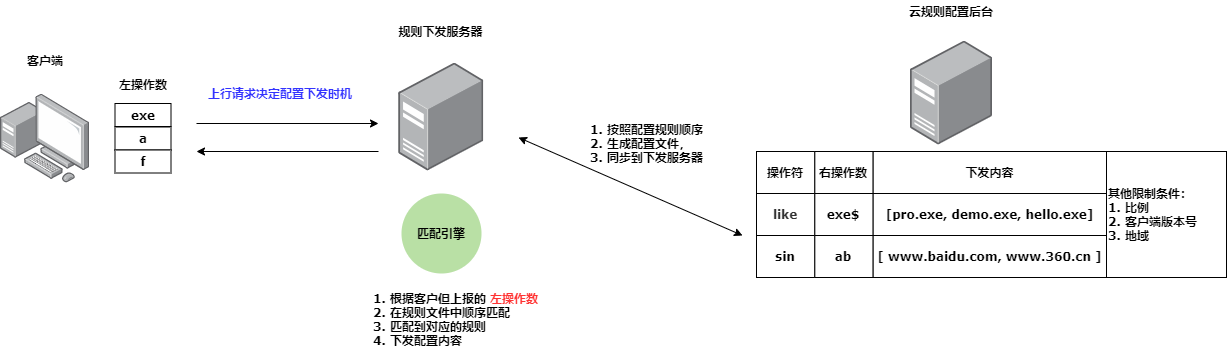 云规则配置后台
规则下发服务器
客户端
左操作数
exe
a
f
上行请求决定配置下发时机
1. 按照配置规则顺序
2. 生成配置文件,
3. 同步到下发服务器
操作符 右操作数 下发内容
like exe$ [pro.exe, demo.exe, hello.exe]
sin ab [ www.baidu.com, www.360.cn ]
其他限制条件：
1. 比例
2. 客户端版本号
3. 地域
匹配引擎
1. 根据客户但上报的 左操作数
2. 在规则文件中顺序匹配
3. 匹配到对应的规则
4. 下发配置内容